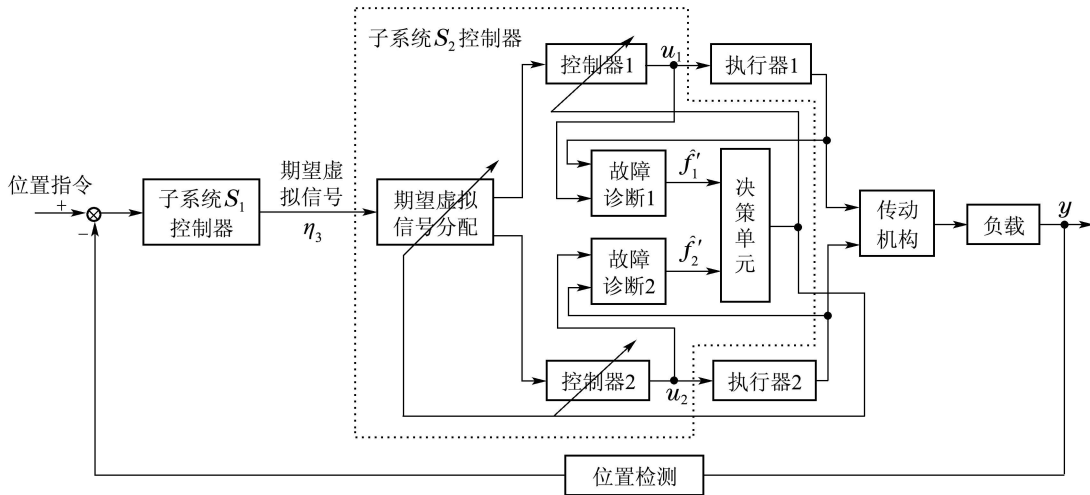 子系统S₂控制器
控制器1
u₁
执行器1
位置指令
+
−
子系统S₁
控制器
期望虚
拟信号
η₃
期望虚拟
信号分配
故障
诊断1
f̂₁′
故障
诊断2
f̂₂′
决
策
单
元
传动
机构
负载
y
控制器2
u₂
执行器2
位置检测